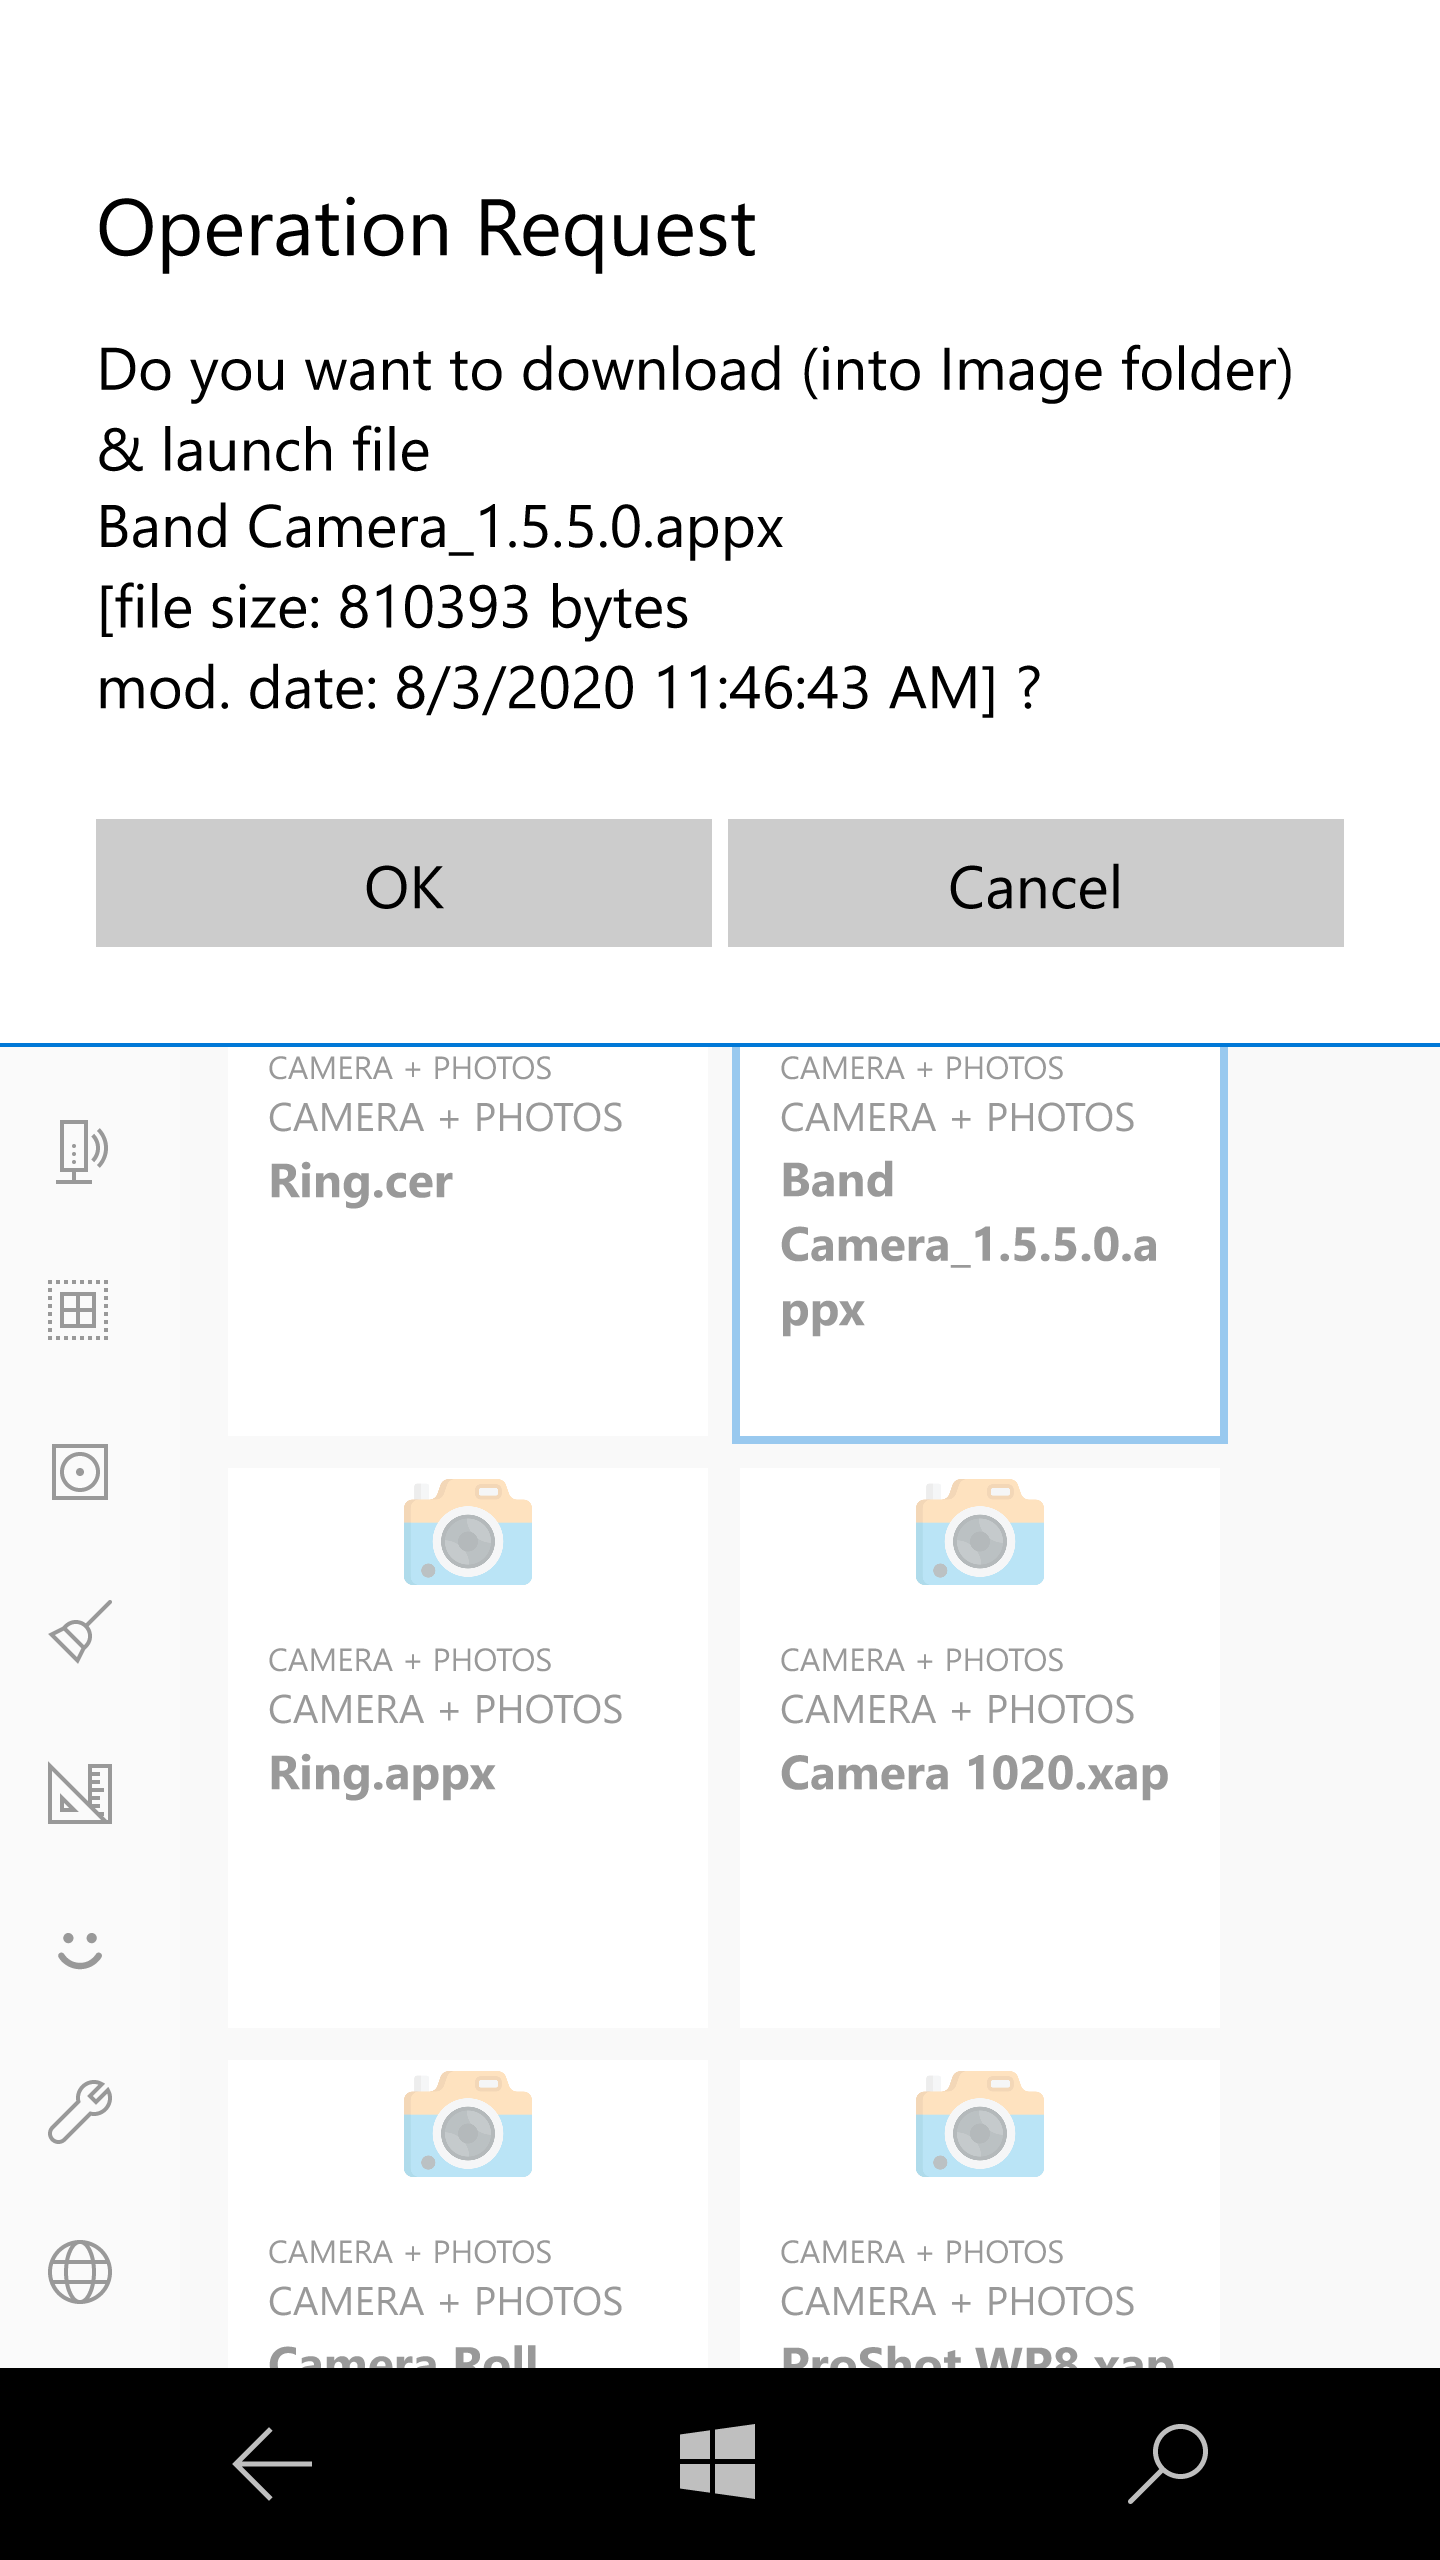 Operation Request
Do you want to download (into Image folder)
& launch file
Band Camera_1.5.5.0.appx
[file size: 810393 bytes
mod. date: 8/3/2020 11:46:43 AM] ?
OK
Cancel
CAMERA + PHOTOS
CAMERA + PHOTOS
Ring.cer
CAMERA + PHOTOS
CAMERA + PHOTOS
Band
Camera_1.5.5.0.a
ppx
CAMERA + PHOTOS
CAMERA + PHOTOS
Ring.appx
CAMERA + PHOTOS
CAMERA + PHOTOS
Camera 1020.xap
CAMERA + PHOTOS
CAMERA + PHOTOS
Camera Roll
CAMERA + PHOTOS
CAMERA + PHOTOS
ProShot WP8.xap